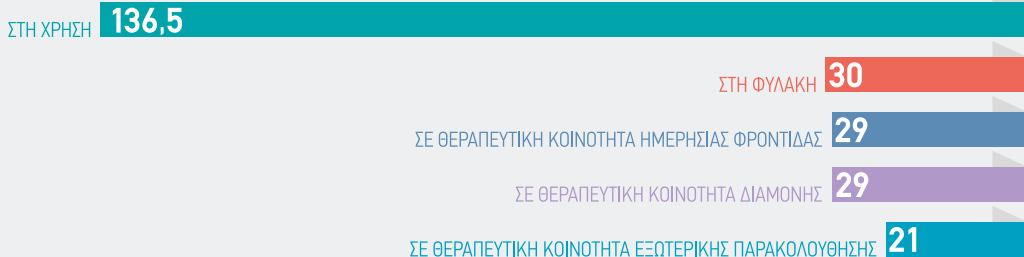 ΣΤΗ ΧΡΗΣΗ 136,5
ΣΤΗ ΦΥΛΑΚΗ 30
ΣΕ ΘΕΡΑΠΕΥΤΙΚΗ ΚΟΙΝΟΤΗΤΑ ΗΜΕΡΗΣΙΑΣ ΦΡΟΝΤΙΔΑΣ 29
ΣΕ ΘΕΡΑΠΕΥΤΙΚΗ ΚΟΙΝΟΤΗΤΑ ΔΙΑΜΟΝΗΣ 29
ΣΕ ΘΕΡΑΠΕΥΤΙΚΗ ΚΟΙΝΟΤΗΤΑ ΕΞΩΤΕΡΙΚΗΣ ΠΑΡΑΚΟΛΟΥΘΗΣΗΣ 21